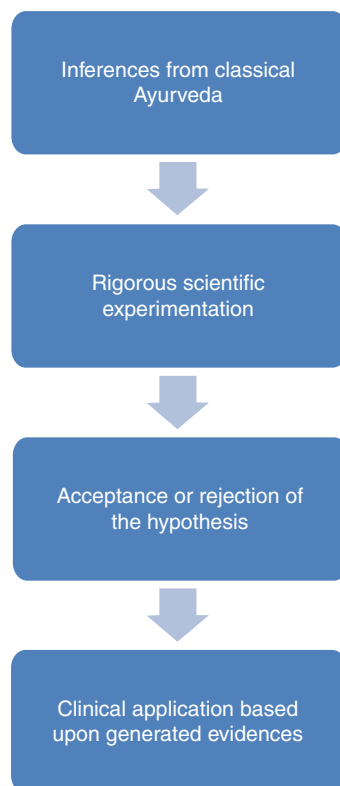 Inferences from classical
Ayurveda
Rigorous scientific
experimentation
Acceptance or rejection of
the hypothesis
Clinical application based
upon generated evidences